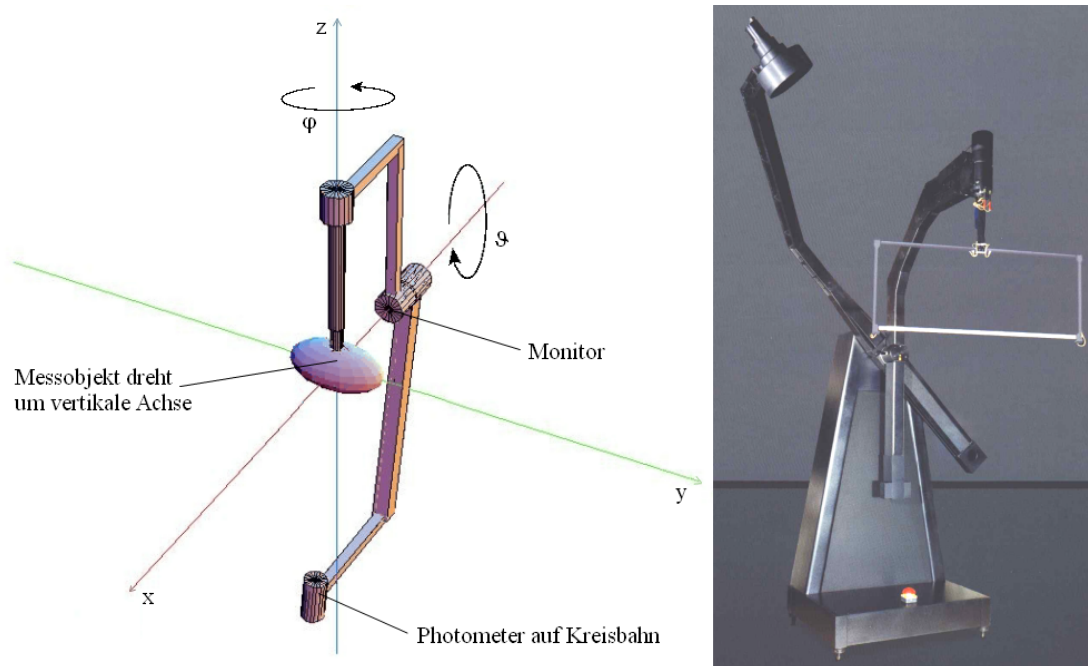 z
φ
ϑ
Monitor
Messobjekt dreht
um vertikale Achse
y
x
Photometer auf Kreisbahn